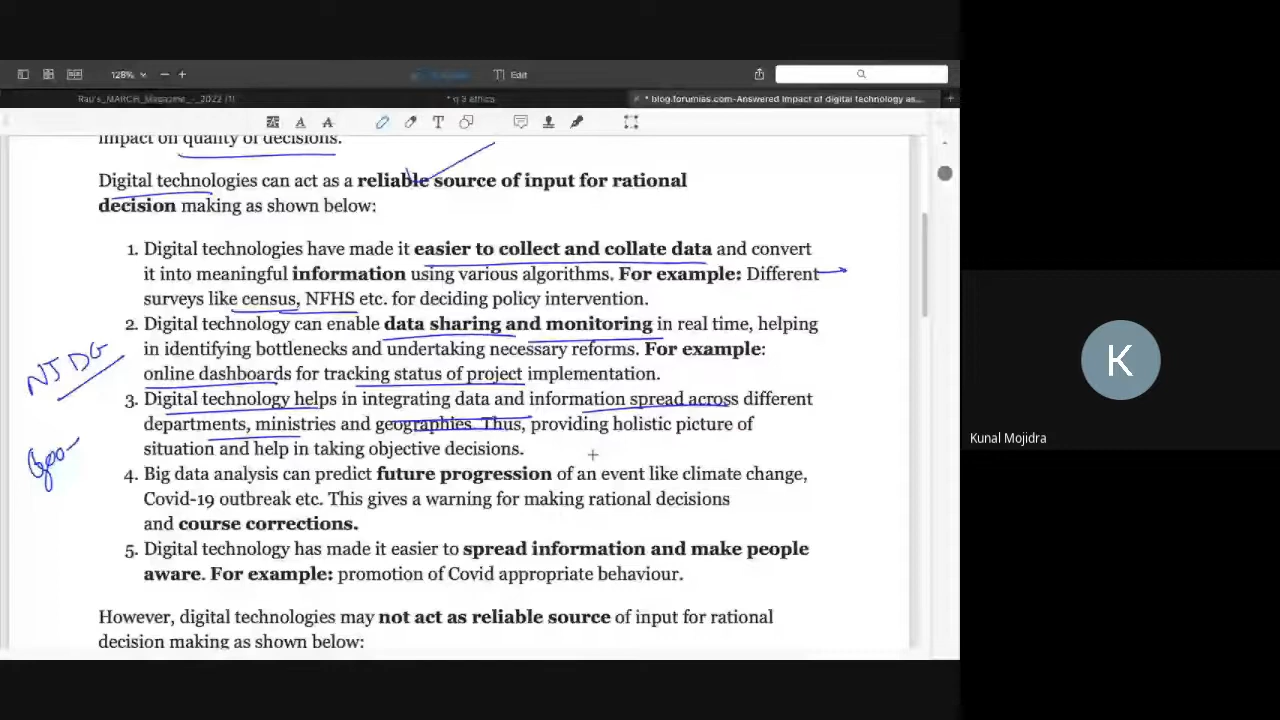 128%
Edit
Rau's_MARCH_Magazine_-_2022 (1)
* q 3 ethics
* blog.forumias.com-Answered Impact of digital technology as...
impact on quality of decisions.
Digital technologies can act as a reliable source of input for rational
decision making as shown below:
1. Digital technologies have made it easier to collect and collate data and convert
it into meaningful information using various algorithms. For example: Different
surveys like census, NFHS etc. for deciding policy intervention.
2. Digital technology can enable data sharing and monitoring in real time, helping
in identifying bottlenecks and undertaking necessary reforms. For example:
NJDG
online dashboards for tracking status of project implementation.
3. Digital technology helps in integrating data and information spread across different
departments, ministries and geographies. Thus, providing holistic picture of
situation and help in taking objective decisions.
4. Big data analysis can predict future progression of an event like climate change,
Covid-19 outbreak etc. This gives a warning for making rational decisions
and course corrections.
5. Digital technology has made it easier to spread information and make people
aware. For example: promotion of Covid appropriate behaviour.
However, digital technologies may not act as reliable source of input for rational
decision making as shown below:
K
Kunal Mojidra